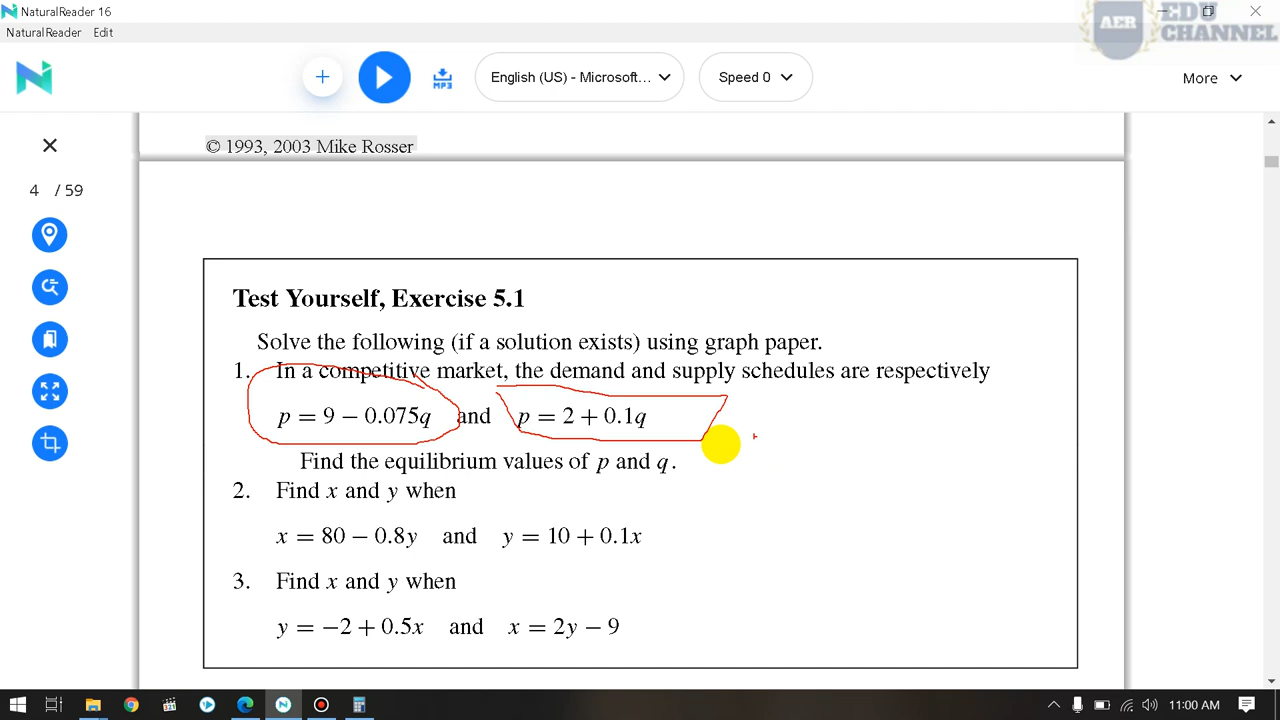 NaturalReader 16
AER EDU CHANNEL
NaturalReader Edit
+ MP3 English (US) - Microsoft... Speed 0 More
© 1993, 2003 Mike Rosser
4 / 59
Test Yourself, Exercise 5.1
Solve the following (if a solution exists) using graph paper.
1. In a competitive market, the demand and supply schedules are respectively
p = 9 − 0.075q and p = 2 + 0.1q
Find the equilibrium values of p and q.
2. Find x and y when
x = 80 − 0.8y and y = 10 + 0.1x
3. Find x and y when
y = −2 + 0.5x and x = 2y − 9
11:00 AM